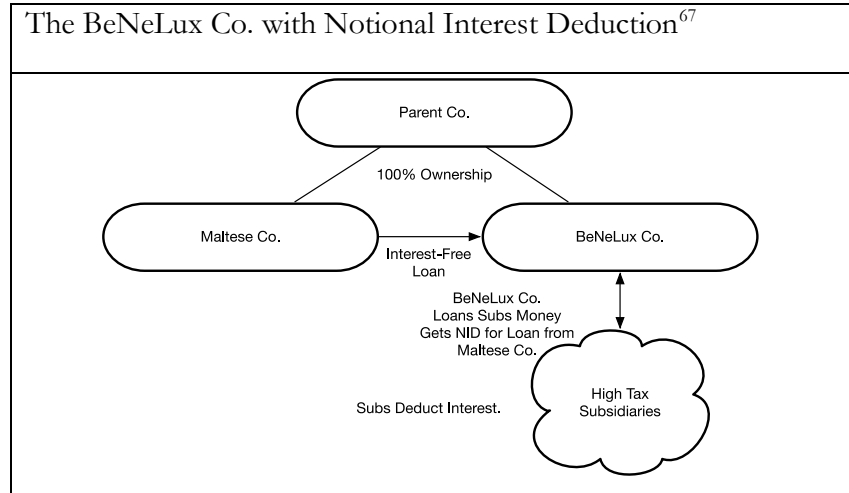 The BeNeLux Co. with Notional Interest Deduction67
Parent Co.
100% Ownership
Maltese Co.
BeNeLux Co.
Interest-Free
Loan
BeNeLux Co.
Loans Subs Money
Gets NID for Loan from
Maltese Co.
High Tax
Subsidiaries
Subs Deduct Interest.